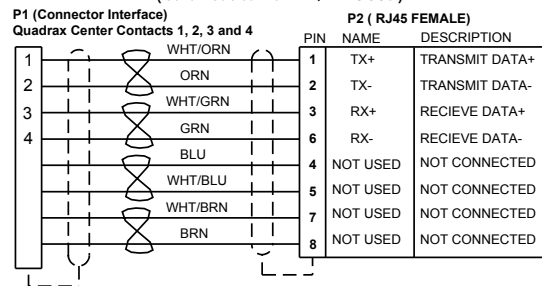 P1 (Connector Interface)
Quadrax Center Contacts 1, 2, 3 and 4
P2 ( RJ45 FEMALE)
PIN NAME DESCRIPTION
1 WHT/ORN 1 TX+ TRANSMIT DATA+
2 ORN 2 TX- TRANSMIT DATA-
3 WHT/GRN 3 RX+ RECIEVE DATA+
4 GRN 6 RX- RECIEVE DATA-
BLU 4 NOT USED NOT CONNECTED
WHT/BLU 5 NOT USED NOT CONNECTED
WHT/BRN 7 NOT USED NOT CONNECTED
BRN 8 NOT USED NOT CONNECTED